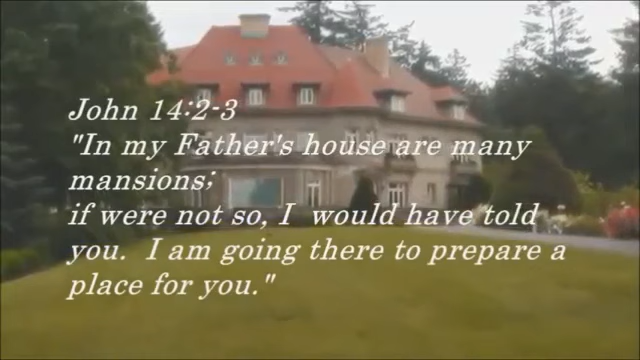 John 14:2-3
"In my Father's house are many
mansions;
if were not so, I  would have told
you.  I am going there to prepare a
place for you."